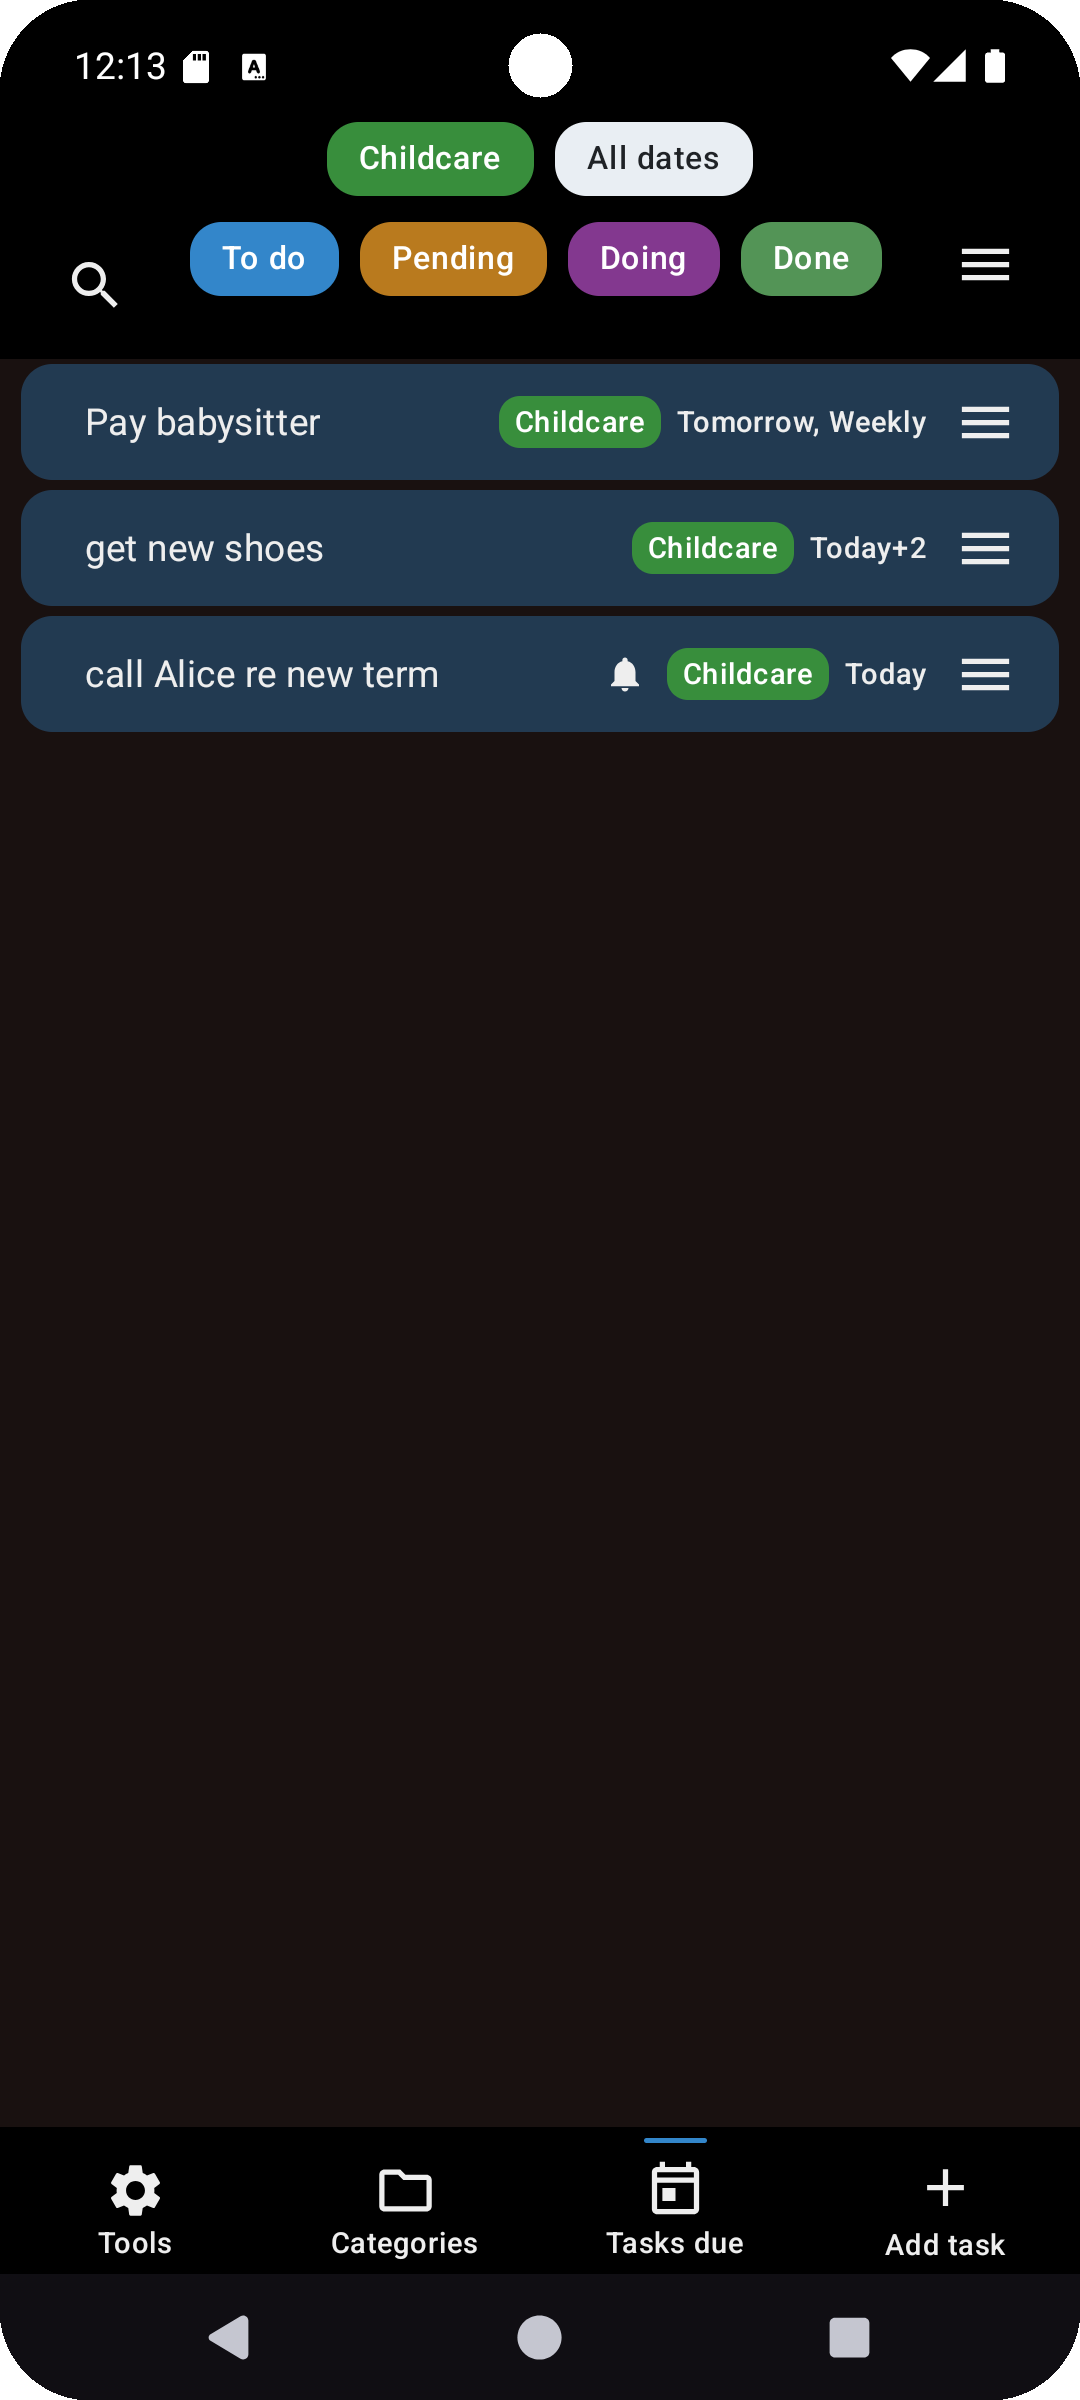 12:13
Childcare All dates
To do Pending Doing Done
Pay babysitter Childcare Tomorrow, Weekly
get new shoes Childcare Today+2
call Alice re new term Childcare Today
Tools Categories Tasks due Add task